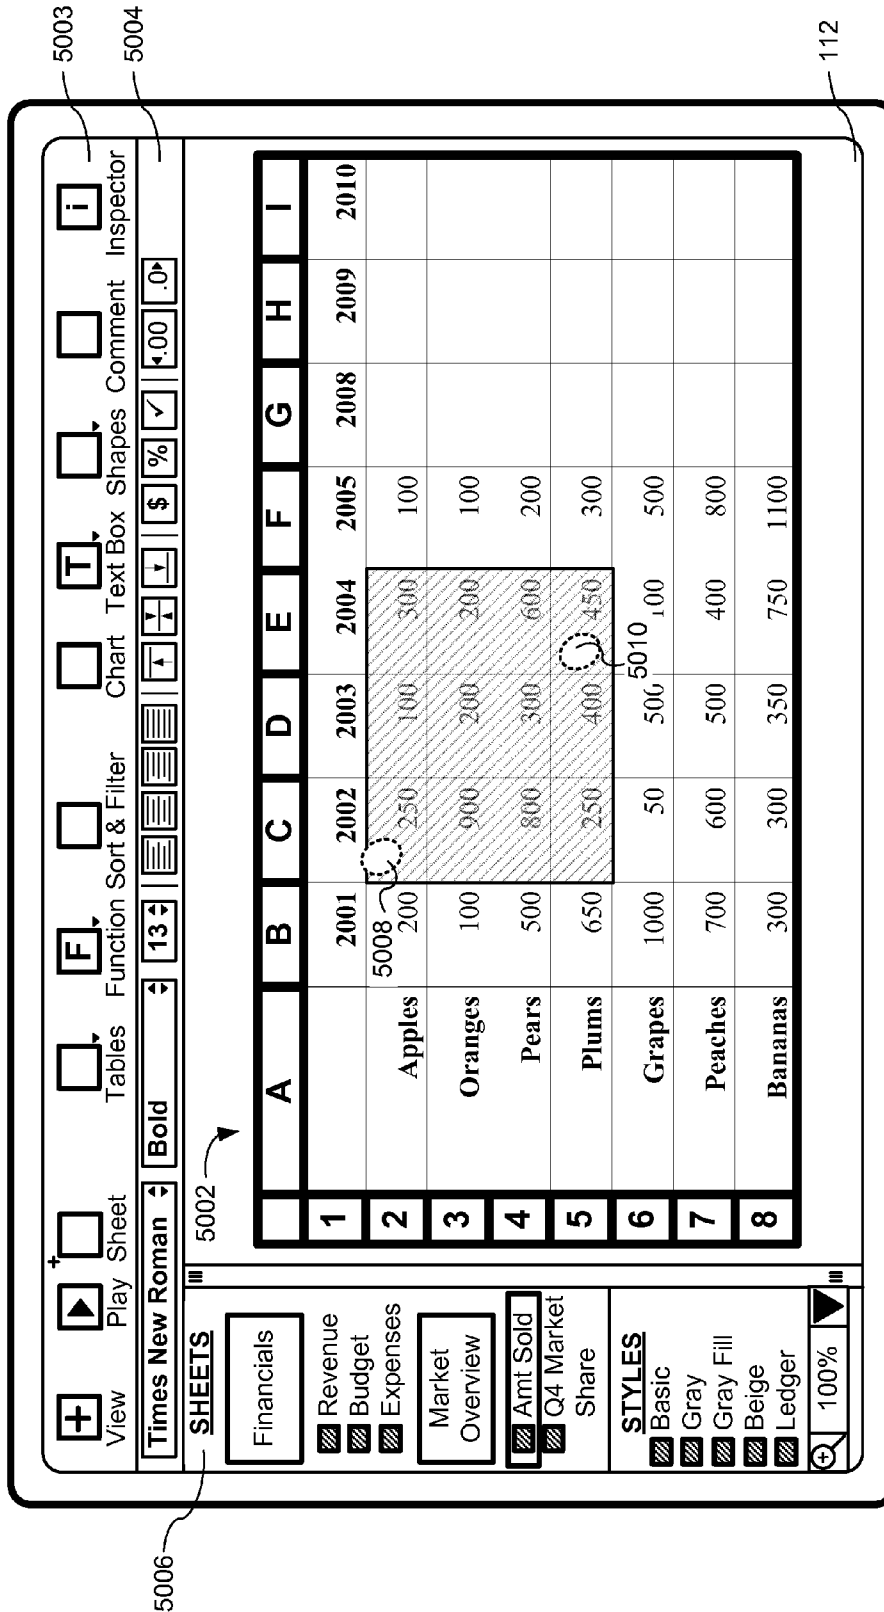 5003
5004
View Play Sheet Tables Function Sort & Filter Chart Text Box Shapes Comment Inspector
F T i
Times New Roman Bold 13 $ % ✓ .00 .0
5006
SHEETS
Financials
Revenue
Budget
Expenses
Market
Overview
Amt Sold
Q4 Market
Share
STYLES
Basic
Gray
Gray Fill
Beige
Ledger
100%
5002
A B C D E F G H I
1 2001 2002 2003 2004 2005 2008 2009 2010
2 Apples 200 250 100 300 100
3 Oranges 100 900 200 200 100
4 Pears 500 800 300 600 200
5 Plums 650 250 400 450 300
6 Grapes 1000 50 500 100 500
7 Peaches 700 600 500 400 800
8 Bananas 300 300 350 750 1100
5008
5010
112